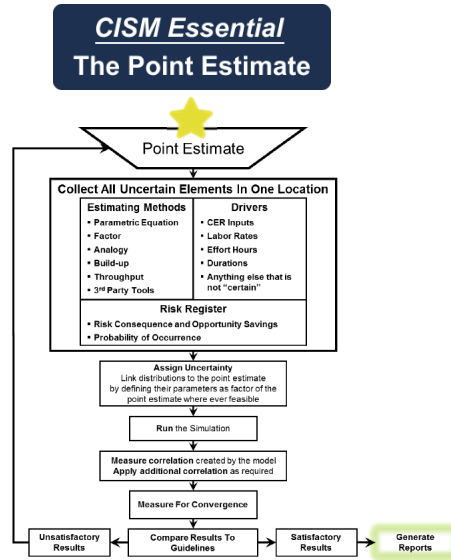 CISM Essential
The Point Estimate
Point Estimate
Collect All Uncertain Elements In One Location
Estimating Methods
▪ Parametric Equation
▪ Factor
▪ Analogy
▪ Build-up
▪ Throughput
▪ 3rd Party Tools
Drivers
▪ CER Inputs
▪ Labor Rates
▪ Effort Hours
▪ Durations
▪ Anything else that is
not “certain”
Risk Register
▪ Risk Consequence and Opportunity Savings
▪ Probability of Occurrence
Assign Uncertainty
Link distributions to the point estimate
by defining their parameters as factor of the
point estimate where ever feasible
Run the Simulation
Measure correlation created by the model
Apply additional correlation as required
Measure For Convergence
Unsatisfactory
Results
Compare Results To
Guidelines
Satisfactory
Results
Generate
Reports